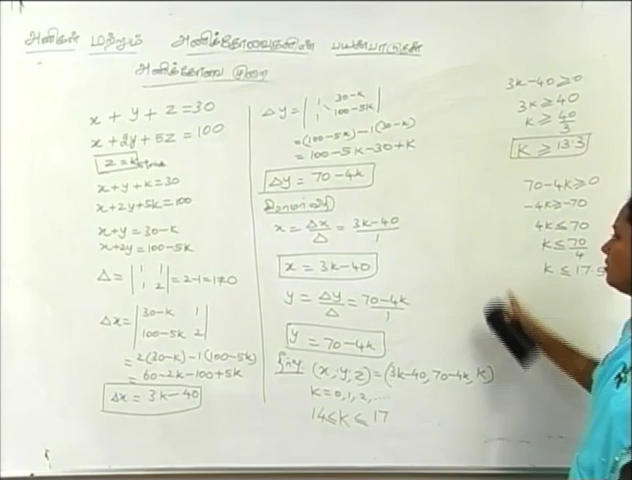 அணிகள் மற்றும் அணிக்கோவைகளின் பயன்பாடுகள்
அணிக்கோவை முறை
x + y + z = 30
x + 2y + 5z = 100
z = k
x + y + k = 30
x + 2y + 5k = 100
x + y = 30 - k
x + 2y = 100 - 5k
Δ = | 1 1 |
| 1 2 | = 2 - 1 = 1 ≠ 0
Δx = | 30 - k 1 |
| 100 - 5k 2 |
= 2(30 - k) - 1(100 - 5k)
= 60 - 2k - 100 + 5k
Δx = 3k - 40
Δy = | 1 30 - k |
| 1 100 - 5k |
= (100 - 5k) - 1(30 - k)
= 100 - 5k - 30 + k
Δy = 70 - 4k
கிராமர் விதி
x = Δx/Δ = 3k - 40/1
x = 3k - 40
y = Δy/Δ = 70 - 4k/1
y = 70 - 4k
தீர்வு (x, y, z) = (3k - 40, 70 - 4k, k)
k = 0, 1, 2, ...
14 ≤ k ≤ 17
3k - 40 ≥ 0
3k ≥ 40
k ≥ 40/3
k ≥ 13.3
70 - 4k ≥ 0
-4k ≥ -70
4k ≤ 70
k ≤ 70/4
k ≤ 17.5